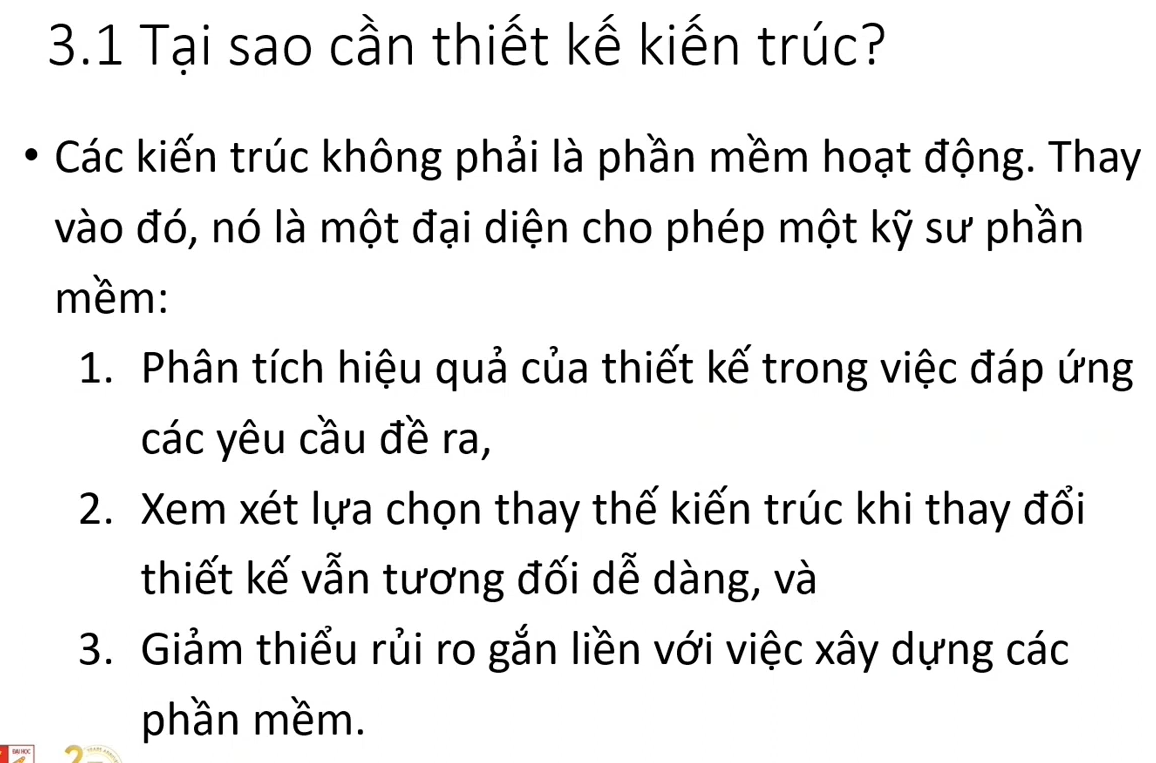 3.1 Tại sao cần thiết kế kiến trúc?
• Các kiến trúc không phải là phần mềm hoạt động. Thay
vào đó, nó là một đại diện cho phép một kỹ sư phần
mềm:
1. Phân tích hiệu quả của thiết kế trong việc đáp ứng
các yêu cầu đề ra,
2. Xem xét lựa chọn thay thế kiến trúc khi thay đổi
thiết kế vẫn tương đối dễ dàng, và
3. Giảm thiểu rủi ro gắn liền với việc xây dựng các
phần mềm.
ĐẠI HỌC